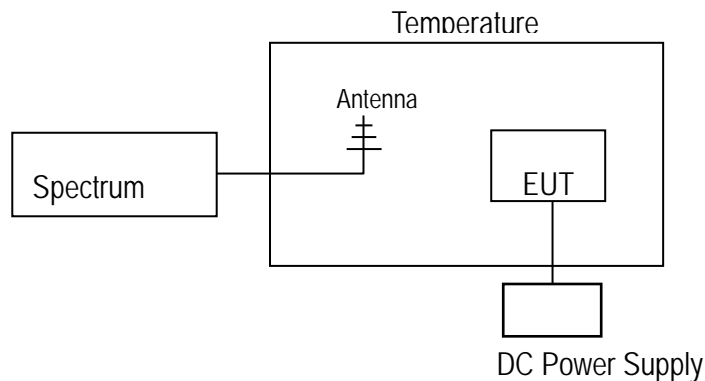 Temperature
Antenna
Spectrum
EUT
DC Power Supply